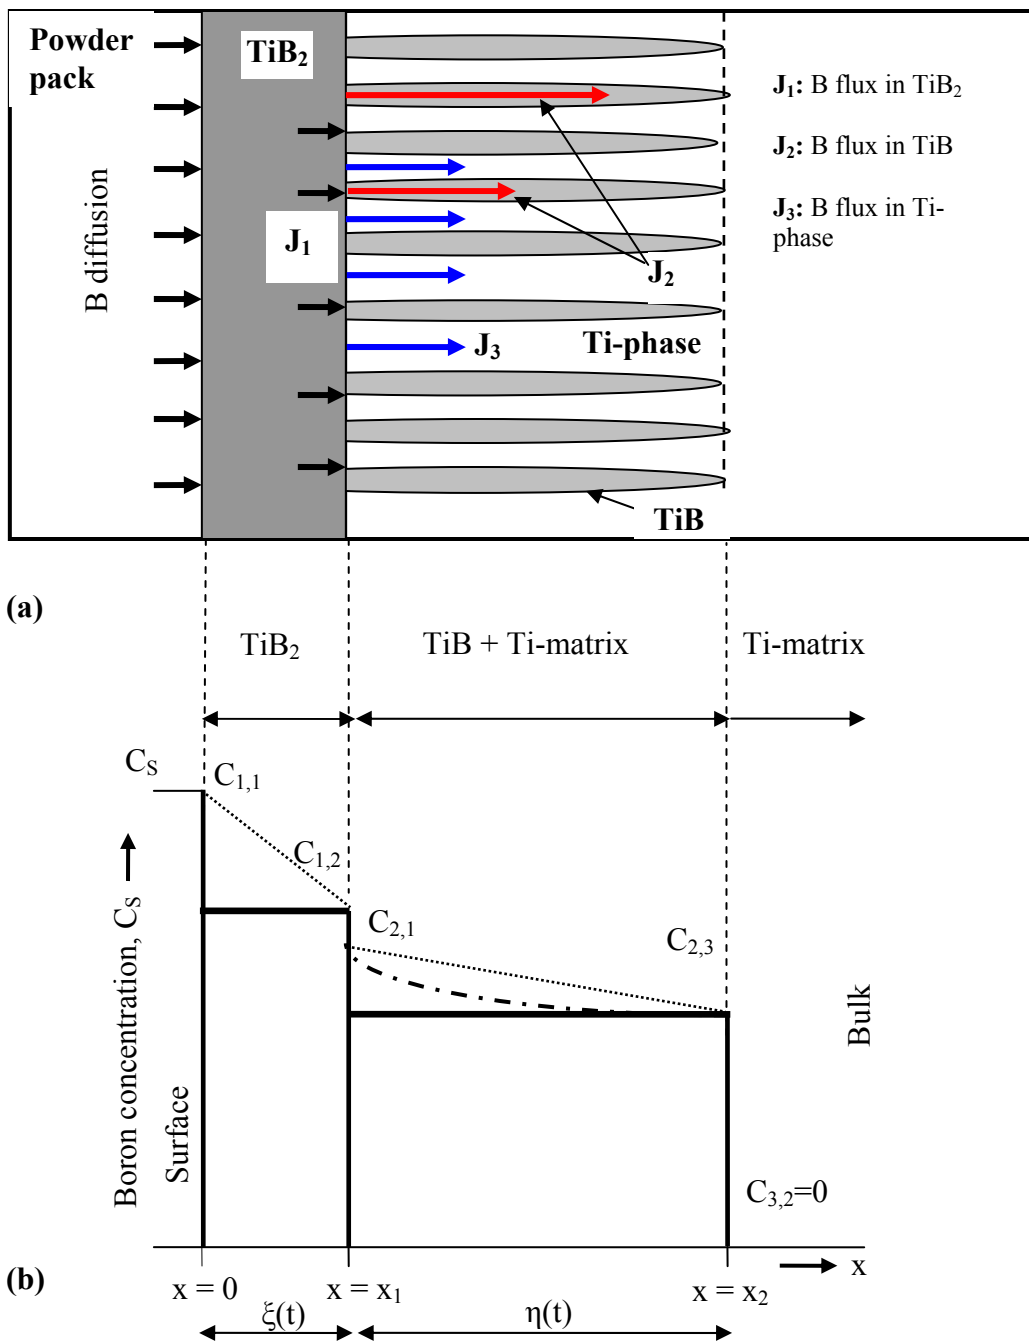 Powder
pack
TiB₂
B diffusion
J₁
J₂
J₃
Ti-phase
TiB
J₁: B flux in TiB₂
J₂: B flux in TiB
J₃: B flux in Ti-
phase
(a)
TiB₂
TiB + Ti-matrix
Ti-matrix
C_S
C₁,₁
C₁,₂
C₂,₁
C₂,₃
Boron concentration, C_S
Surface
Bulk
C₃,₂=0
x
(b)
x = 0
x = x₁
x = x₂
ξ(t)
η(t)